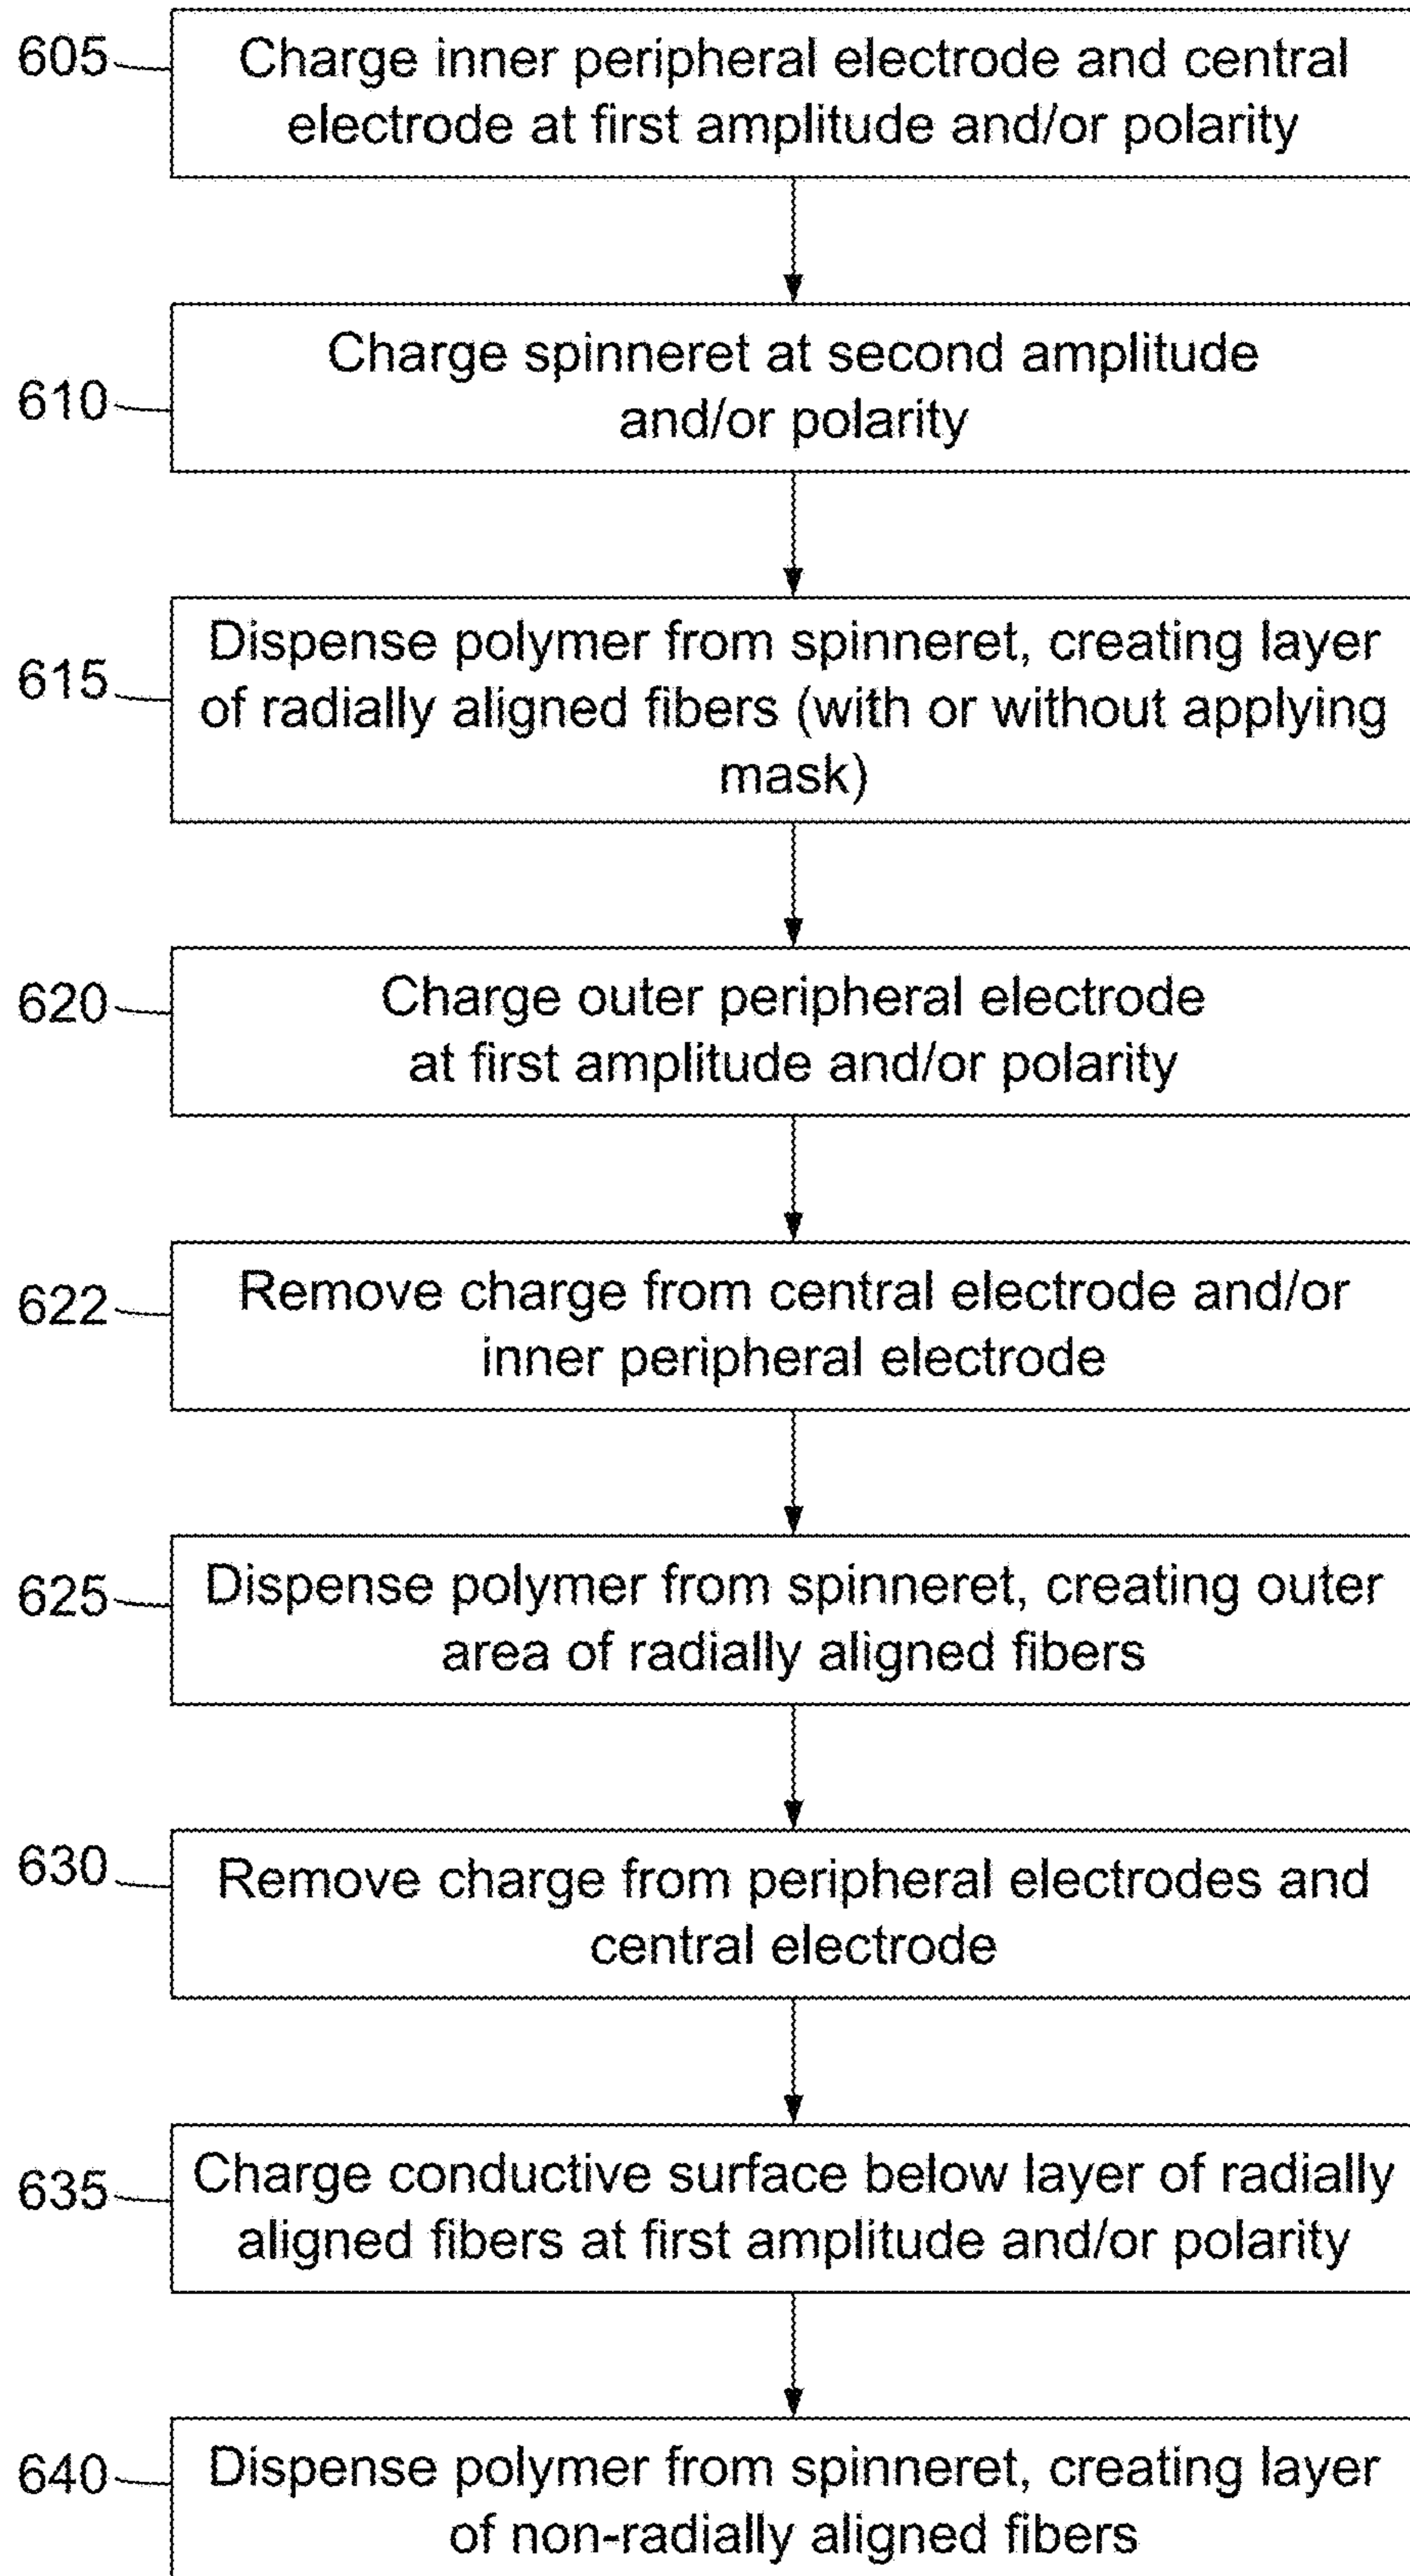 605
Charge inner peripheral electrode and central
electrode at first amplitude and/or polarity
610
Charge spinneret at second amplitude
and/or polarity
615
Dispense polymer from spinneret, creating layer
of radially aligned fibers (with or without applying
mask)
620
Charge outer peripheral electrode
at first amplitude and/or polarity
622
Remove charge from central electrode and/or
inner peripheral electrode
625
Dispense polymer from spinneret, creating outer
area of radially aligned fibers
630
Remove charge from peripheral electrodes and
central electrode
635
Charge conductive surface below layer of radially
aligned fibers at first amplitude and/or polarity
640
Dispense polymer from spinneret, creating layer
of non-radially aligned fibers